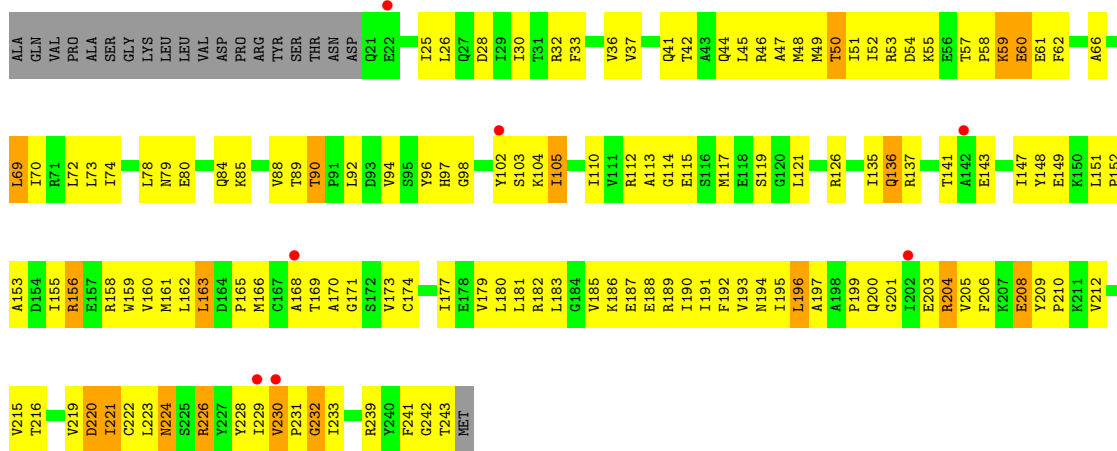 ALA GLN VAL PRO ALA SER GLY LYS LEU LEU VAL ASP PRO ARG TYR SER THR ASN ASP Q21 E22 I25 L26 Q27 D28 I29 I30 T31 R32 F33 V36 V37 Q41 T42 A43 Q44 L45 R46 A47 M48 M49 T50 I51 I52 R53 D54 K55 E56 T57 P58 K59 E60 E61 F62 A66
L69 I70 R71 L72 L73 I74 L78 N79 E80 Q84 K85 V88 T89 T90 P91 L92 D93 V94 S95 Y96 H97 G98 Y102 S103 K104 I105 I110 V111 R112 A113 G114 E115 S116 M117 E118 S119 G120 L121 R126 I135 Q136 R137 T141 A142 E143 I147 Y148 E149 K150 L151 P152
A153 D154 I155 R156 E157 R158 W159 V160 M161 L162 L163 D164 P165 M166 C167 A168 T169 A170 G171 S172 V173 C174 I177 E178 V179 L180 L181 R182 L183 G184 V185 K186 E187 E188 R189 I190 I191 F192 V193 N194 I195 L196 A197 A198 P199 Q200 G201 I202 E203 R204 V205 F206 K207 E208 Y209 P210 K211 V212
V215 T216 V219 D220 I221 C222 L223 N224 S225 R226 Y227 Y228 I229 V230 P231 G232 I233 R239 Y240 F241 G242 T243 MET